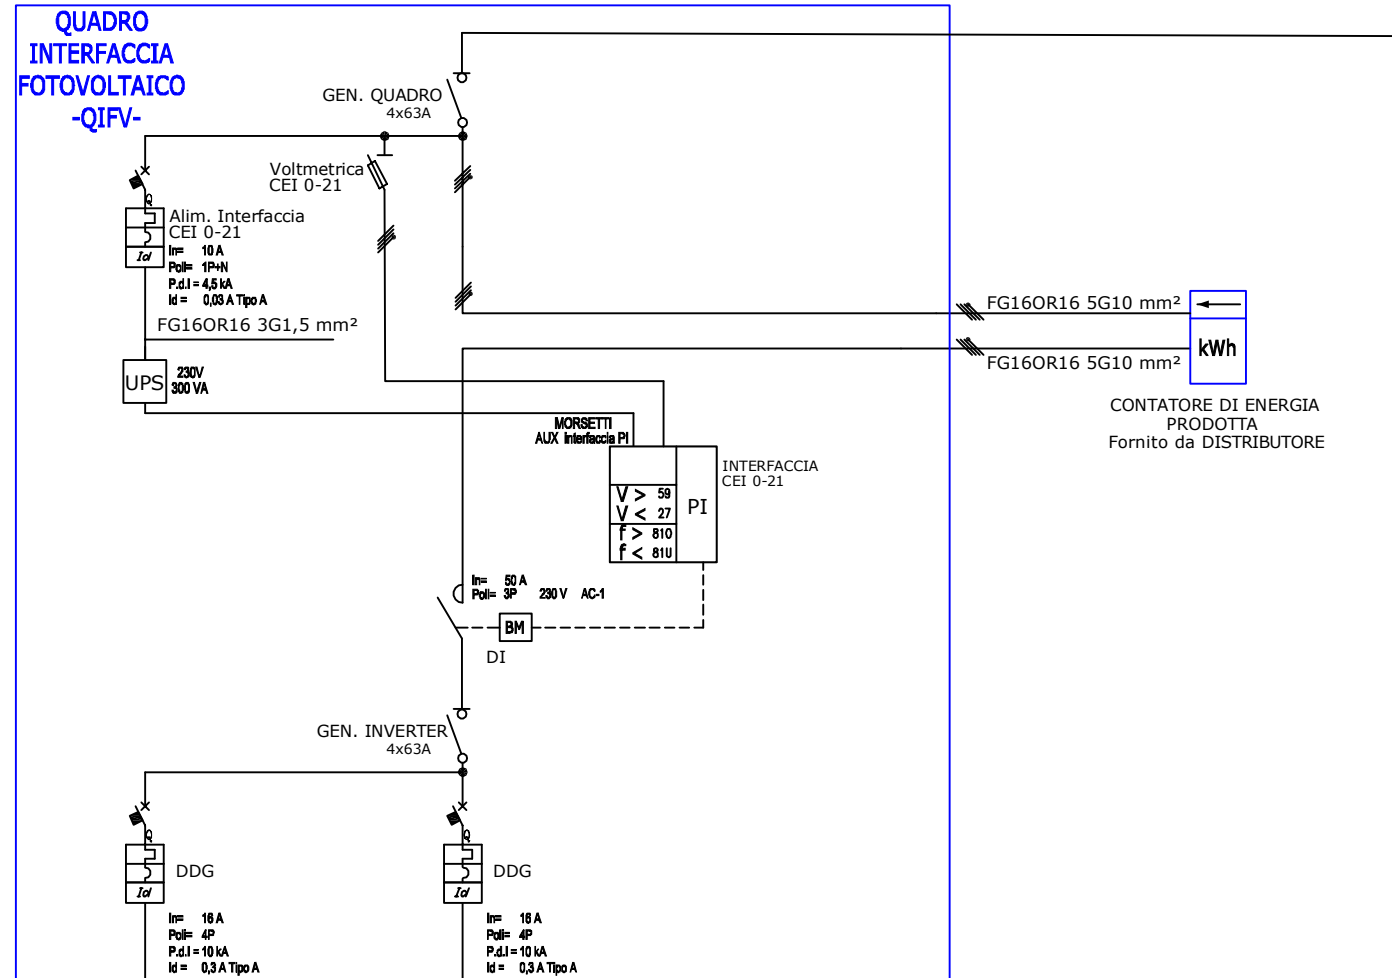 QUADRO
INTERFACCIA
FOTOVOLTAICO
-QIFV-
GEN. QUADRO
4x63A
Voltmetrica
CEI 0-21
Alim. Interfaccia
CEI 0-21
Id
In= 10 A
Poli= 1P+N
P.d.I = 4,5 kA
Id = 0,03 A Tipo A
FG16OR16 3G1,5 mm²
UPS
230V
300 VA
FG16OR16 5G10 mm²
kWh
FG16OR16 5G10 mm²
CONTATORE DI ENERGIA
PRODOTTA
Fornito da DISTRIBUTORE
MORSETTI
AUX Interfaccia PI
INTERFACCIA
CEI 0-21
V > 59
V < 27
f > 81O
f < 81U
PI
In= 50 A
Poli= 3P 230 V AC-1
BM
DI
GEN. INVERTER
4x63A
DDG
Id
In= 16 A
Poli= 4P
P.d.I = 10 kA
Id = 0,3 A Tipo A
DDG
Id
In= 16 A
Poli= 4P
P.d.I = 10 kA
Id = 0,3 A Tipo A